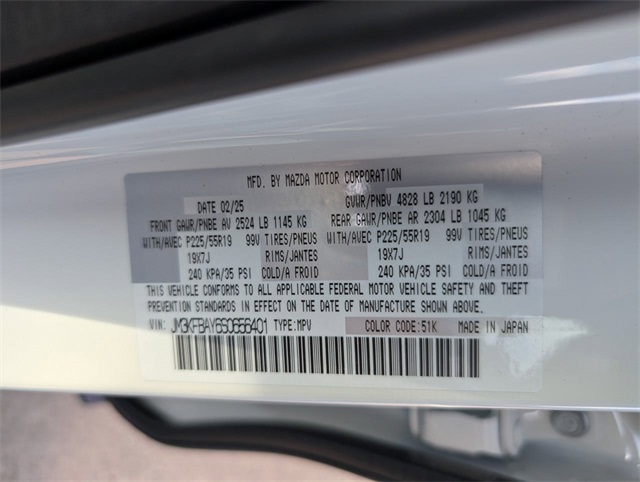 MFD. BY MAZDA MOTOR CORPORATION
DATE 02/25 GVWR/PNBV 4828 LB 2190 KG
FRONT GAWR/PNBE AV 2524 LB 1145 KG REAR GAWR/PNBE AR 2304 LB 1045 KG
WITH/AVEC P225/55R19 99V TIRES/PNEUS WITH/AVEC P225/55R19 99V TIRES/PNEUS
19X7J RIMS/JANTES 19X7J RIMS/JANTES
240 KPA/35 PSI COLD/A FROID 240 KPA/35 PSI COLD/A FROID
THIS VEHICLE CONFORMS TO ALL APPLICABLE FEDERAL MOTOR VEHICLE SAFETY AND THEFT
PREVENTION STANDARDS IN EFFECT ON THE DATE OF MANUFACTURE SHOWN ABOVE.
VIN: JM3KFBAY6S0656401 TYPE:MPV COLOR CODE:51K MADE IN JAPAN